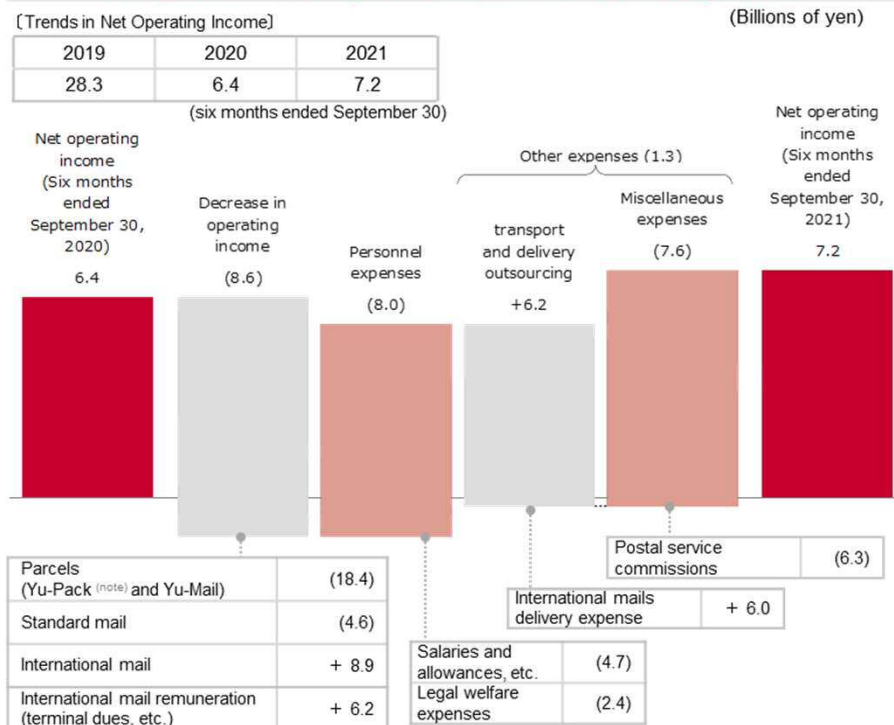 〔Trends in Net Operating Income〕
(Billions of yen)
2019 2020 2021
28.3 6.4 7.2
(six months ended September 30)
Net operating
income
(Six months
ended
September 30,
2020)
6.4
Decrease in
operating
income
(8.6)
Personnel
expenses
(8.0)
Other expenses (1.3)
transport
and delivery
outsourcing
+6.2
Miscellaneous
expenses
(7.6)
Net operating
income
(Six months
ended
September 30,
2021)
7.2
Parcels
(Yu-Pack (note) and Yu-Mail) (18.4)
Standard mail (4.6)
International mail + 8.9
International mail remuneration
(terminal dues, etc.) + 6.2
Salaries and
allowances, etc. (4.7)
Legal welfare
expenses (2.4)
International mails
delivery expense + 6.0
Postal service
commissions (6.3)